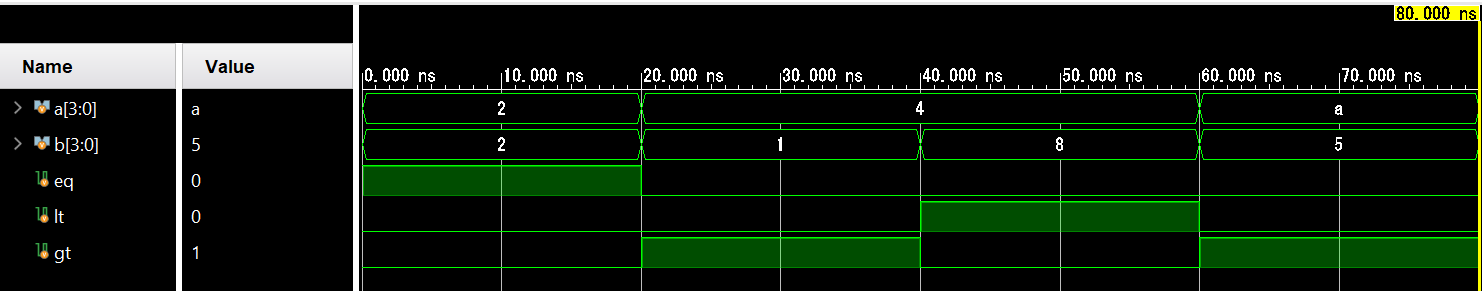 80.000 ns
Name Value
0.000 ns 10.000 ns 20.000 ns 30.000 ns 40.000 ns 50.000 ns 60.000 ns 70.000 ns
a[3:0] a 2 4 a
b[3:0] 5 2 1 8 5
eq 0
lt 0
gt 1